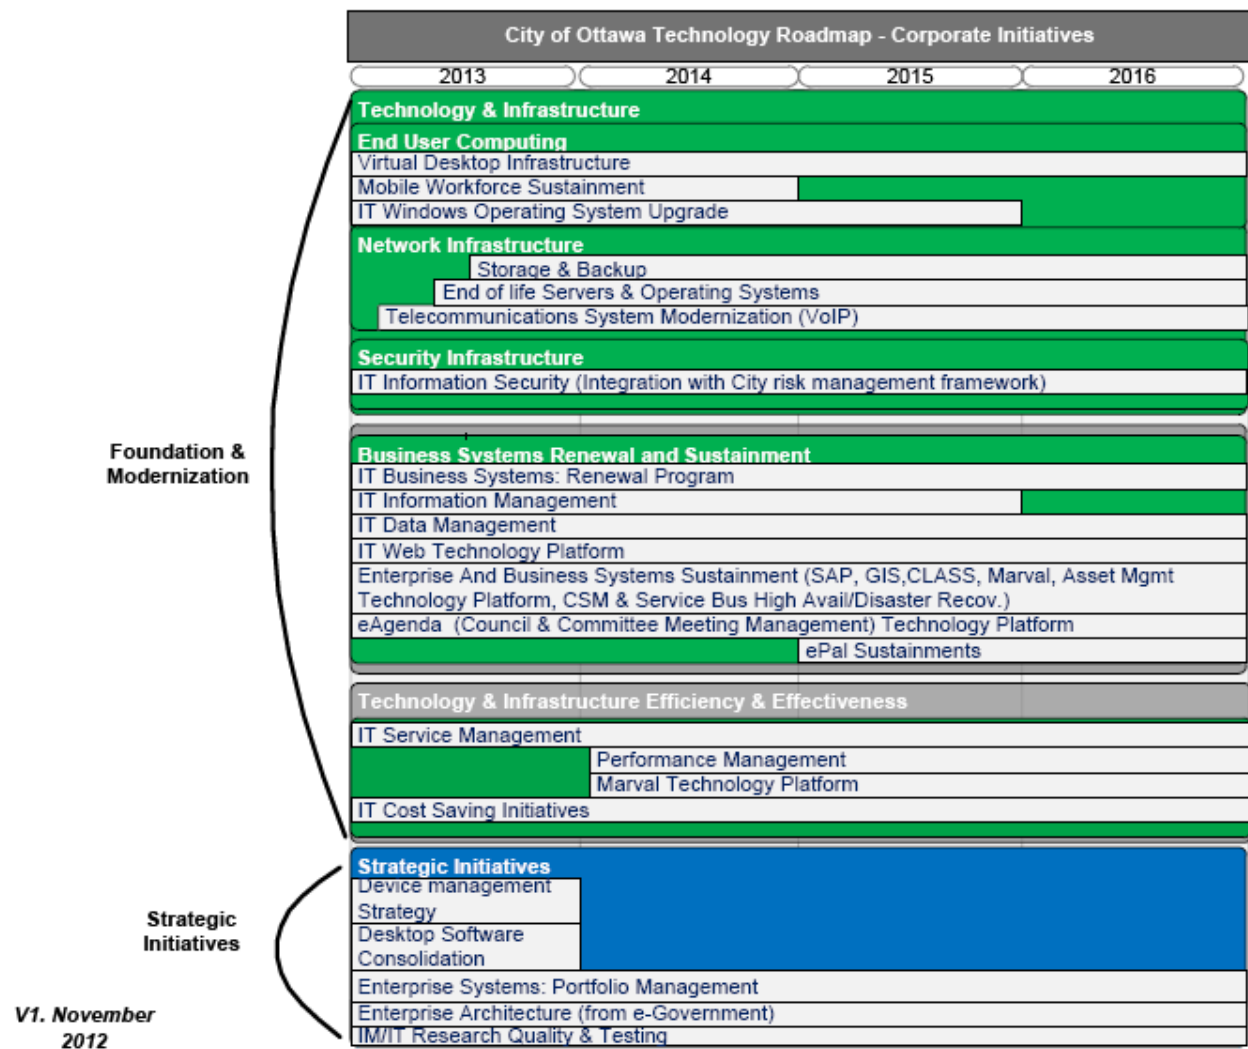 City of Ottawa Technology Roadmap - Corporate Initiatives
2013 2014 2015 2016
Technology & Infrastructure
End User Computing
Virtual Desktop Infrastructure
Mobile Workforce Sustainment
IT Windows Operating System Upgrade
Network Infrastructure
Storage & Backup
End of life Servers & Operating Systems
Telecommunications System Modernization (VoIP)
Security Infrastructure
IT Information Security (Integration with City risk management framework)
Foundation &
Modernization
Business Systems Renewal and Sustainment
IT Business Systems: Renewal Program
IT Information Management
IT Data Management
IT Web Technology Platform
Enterprise And Business Systems Sustainment (SAP, GIS,CLASS, Marval, Asset Mgmt
Technology Platform, CSM & Service Bus High Avail/Disaster Recov.)
eAgenda (Council & Committee Meeting Management) Technology Platform
ePal Sustainments
Technology & Infrastructure Efficiency & Effectiveness
IT Service Management
Performance Management
Marval Technology Platform
IT Cost Saving Initiatives
Strategic Initiatives
Device management
Strategy
Desktop Software
Consolidation
Enterprise Systems: Portfolio Management
Enterprise Architecture (from e-Government)
IM/IT Research Quality & Testing
Strategic
Initiatives
V1. November
2012